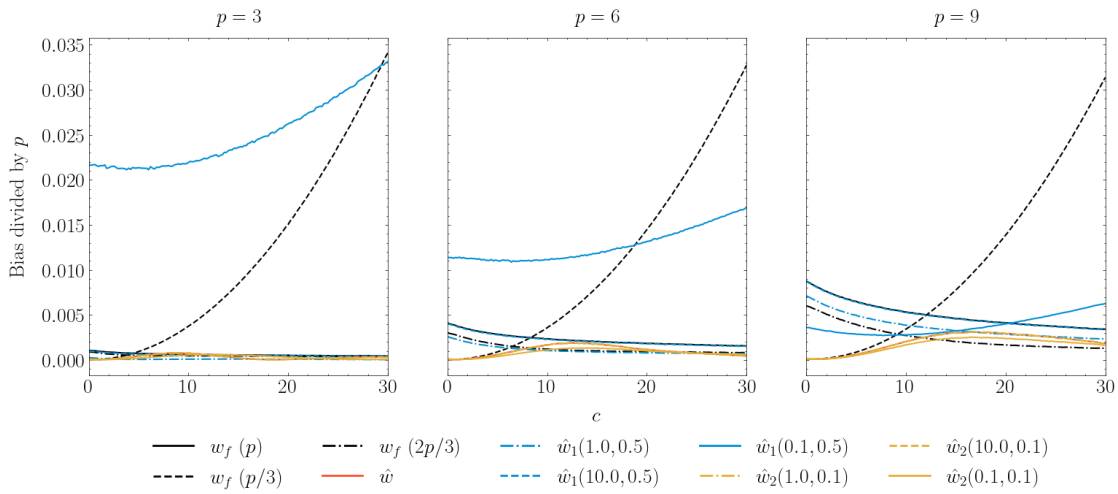 p = 3
p = 6
p = 9
Bias divided by p
0.035
0.030
0.025
0.020
0.015
0.010
0.005
0.000
0 10 20 30
0 10 20 30
0 10 20 30
c
w_f (p)
w_f (2p/3)
ŵ_1(1.0, 0.5)
ŵ_1(0.1, 0.5)
ŵ_2(10.0, 0.1)
w_f (p/3)
ŵ
ŵ_1(10.0, 0.5)
ŵ_2(1.0, 0.1)
ŵ_2(0.1, 0.1)